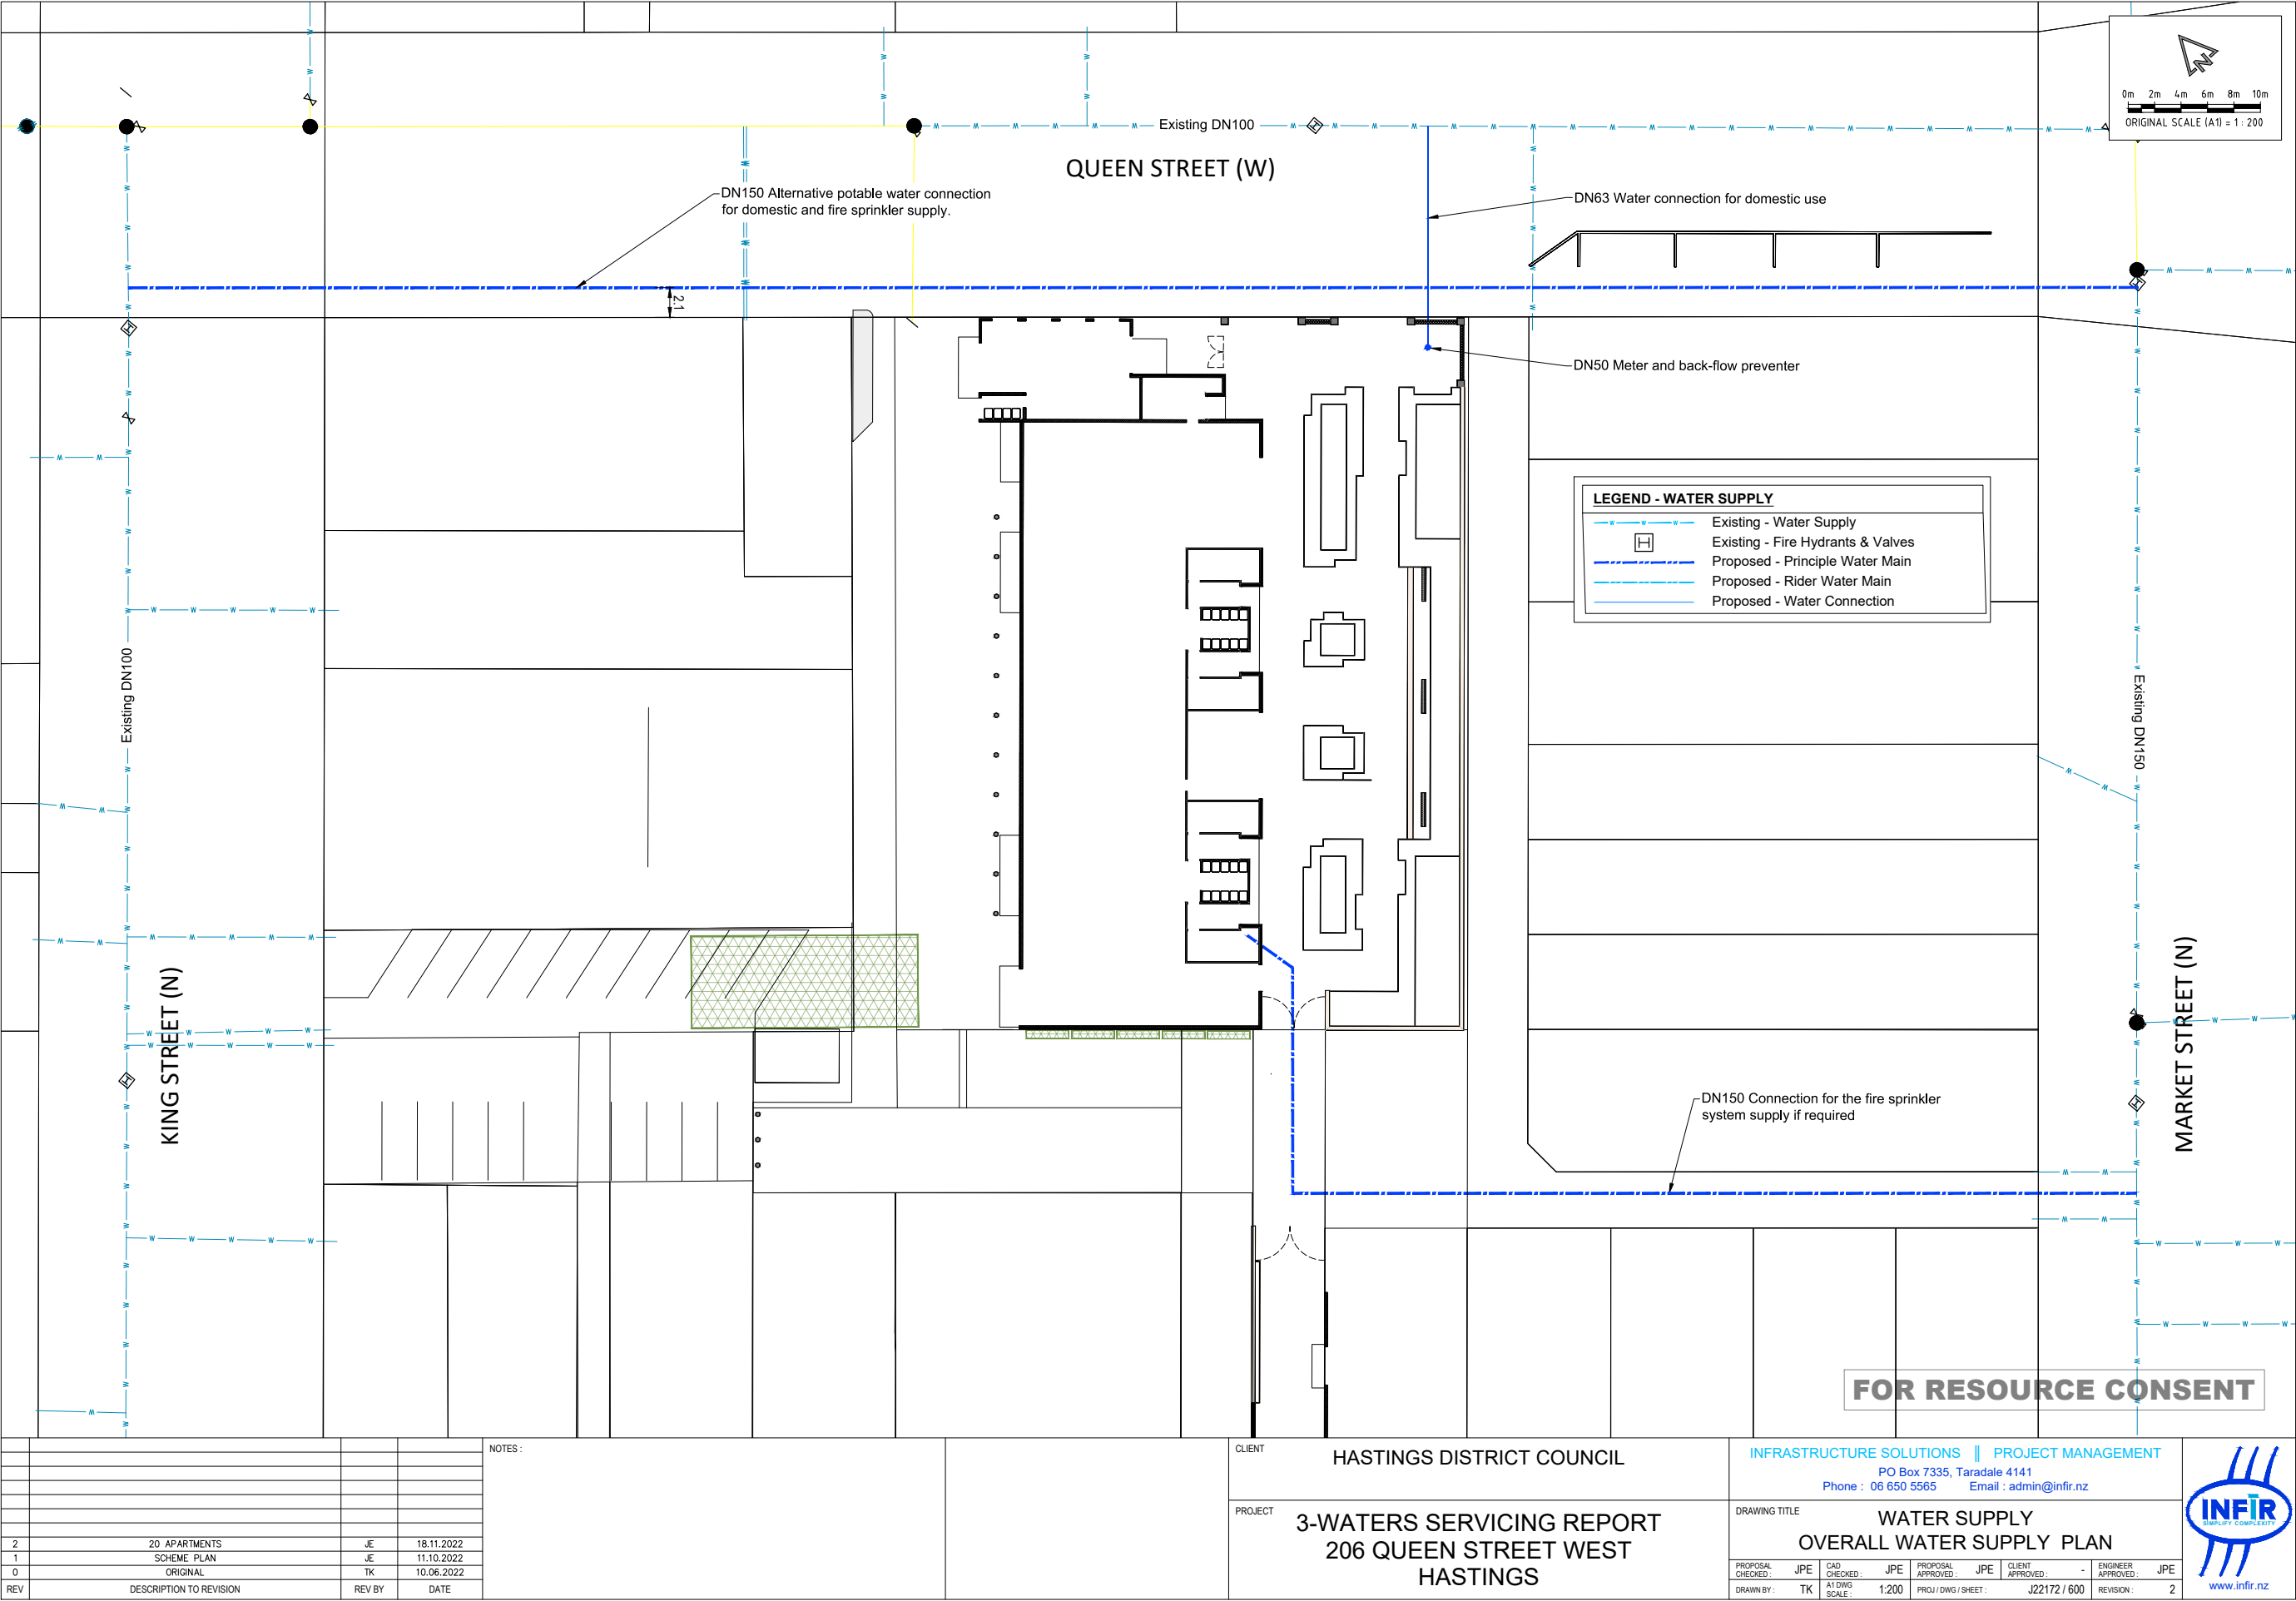 N
0m 2m 4m 6m 8m 10m
ORIGINAL SCALE (A1) = 1 : 200
Existing DN100
QUEEN STREET (W)
DN150 Alternative potable water connection
for domestic and fire sprinkler supply.
DN63 Water connection for domestic use
2.1
DN50 Meter and back-flow preventer
LEGEND - WATER SUPPLY
Existing - Water Supply
H Existing - Fire Hydrants & Valves
Proposed - Principle Water Main
Proposed - Rider Water Main
Proposed - Water Connection
Existing DN100
Existing DN150
KING STREET (N)
MARKET STREET (N)
DN150 Connection for the fire sprinkler
system supply if required
FOR RESOURCE CONSENT
2 20 APARTMENTS JE 18.11.2022
1 SCHEME PLAN JE 11.10.2022
0 ORIGINAL TK 10.06.2022
REV DESCRIPTION TO REVISION REV BY DATE
NOTES :
CLIENT
HASTINGS DISTRICT COUNCIL
PROJECT
3-WATERS SERVICING REPORT
206 QUEEN STREET WEST
HASTINGS
INFRASTRUCTURE SOLUTIONS || PROJECT MANAGEMENT
PO Box 7335, Taradale 4141
Phone : 06 650 5565 Email : admin@infir.nz
DRAWING TITLE
WATER SUPPLY
OVERALL WATER SUPPLY PLAN
PROPOSAL CHECKED : JPE CAD CHECKED : JPE PROPOSAL APPROVED : JPE CLIENT APPROVED : - ENGINEER APPROVED : JPE
DRAWN BY : TK A1 DWG SCALE : 1:200 PROJ / DWG / SHEET : J22172 / 600 REVISION : 2
INFIR
SIMPLIFY COMPLEXITY
www.infir.nz